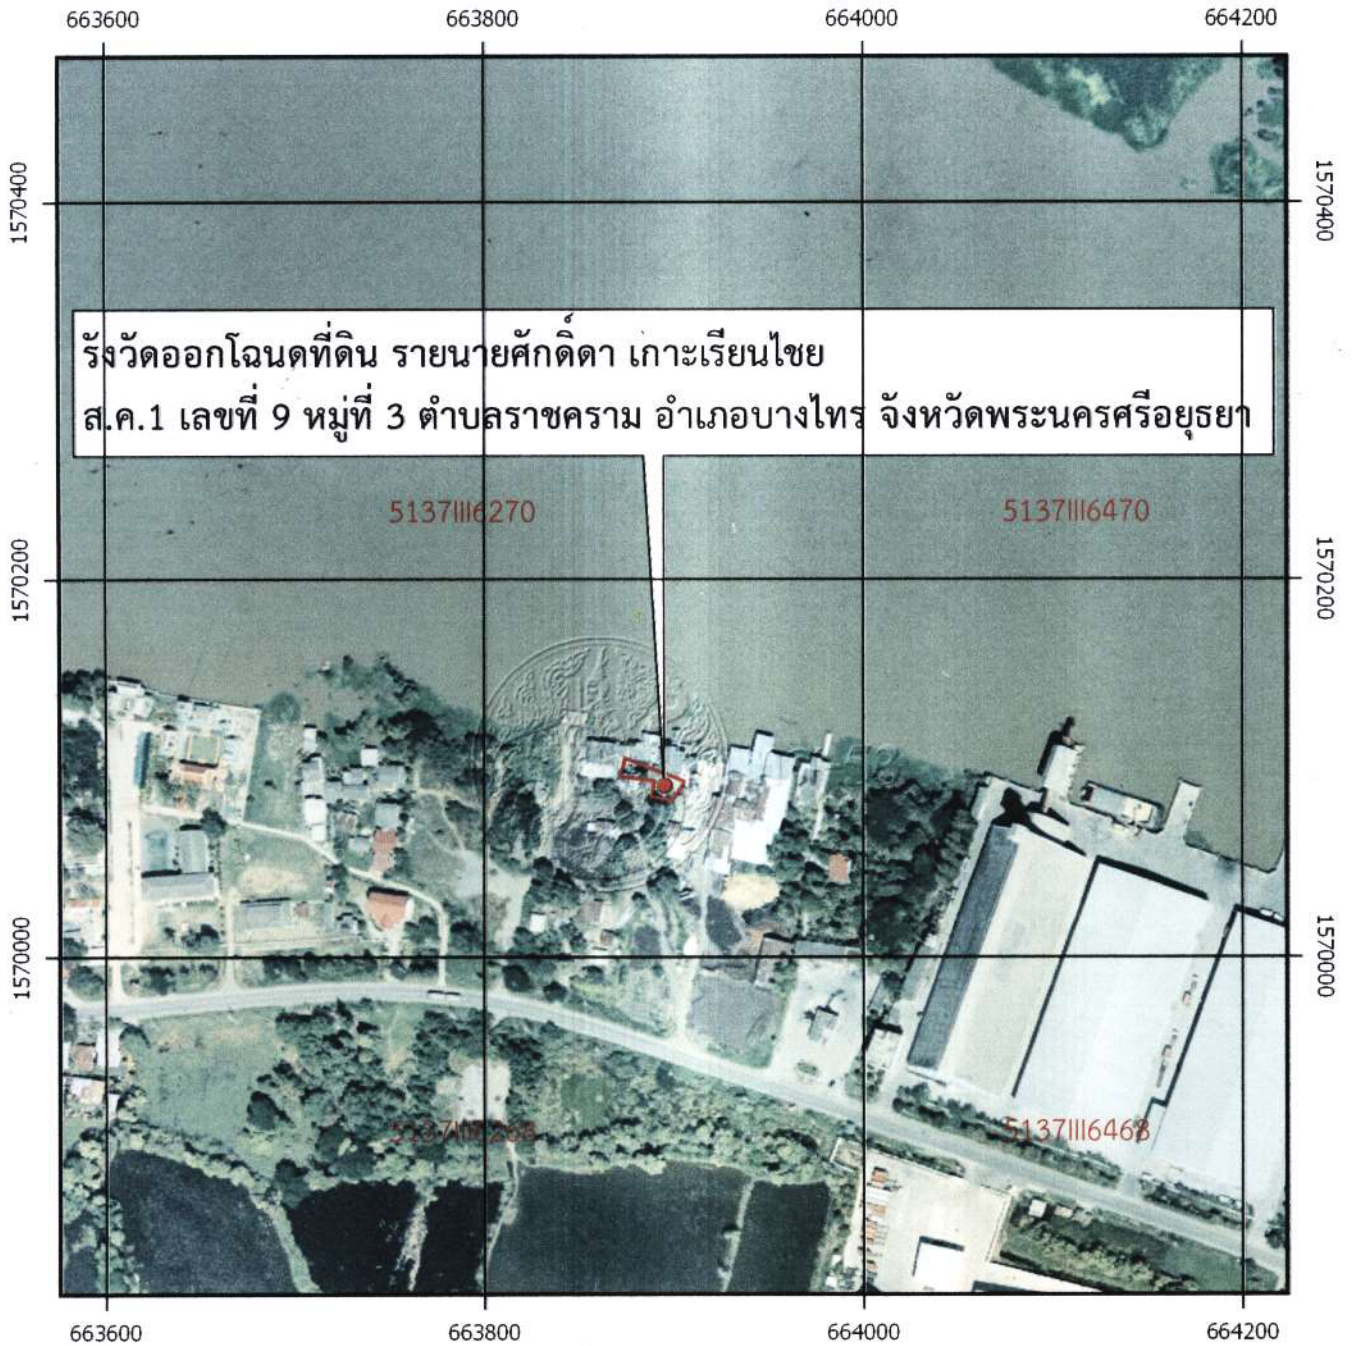 663600 663800 664000 664200
1570400 1570400
รังวัดออกโฉนดที่ดิน รายนายศักดิ์ดา เกาะเรียนไชย
ส.ค.1 เลขที่ 9 หมู่ที่ 3 ตำบลราชคราม อำเภอบางไทร จังหวัดพระนครศรีอยุธยา
5137III6270 5137III6470
1570200 1570200
1570000 1570000
5137III6268 5137III6468
663600 663800 664000 664200